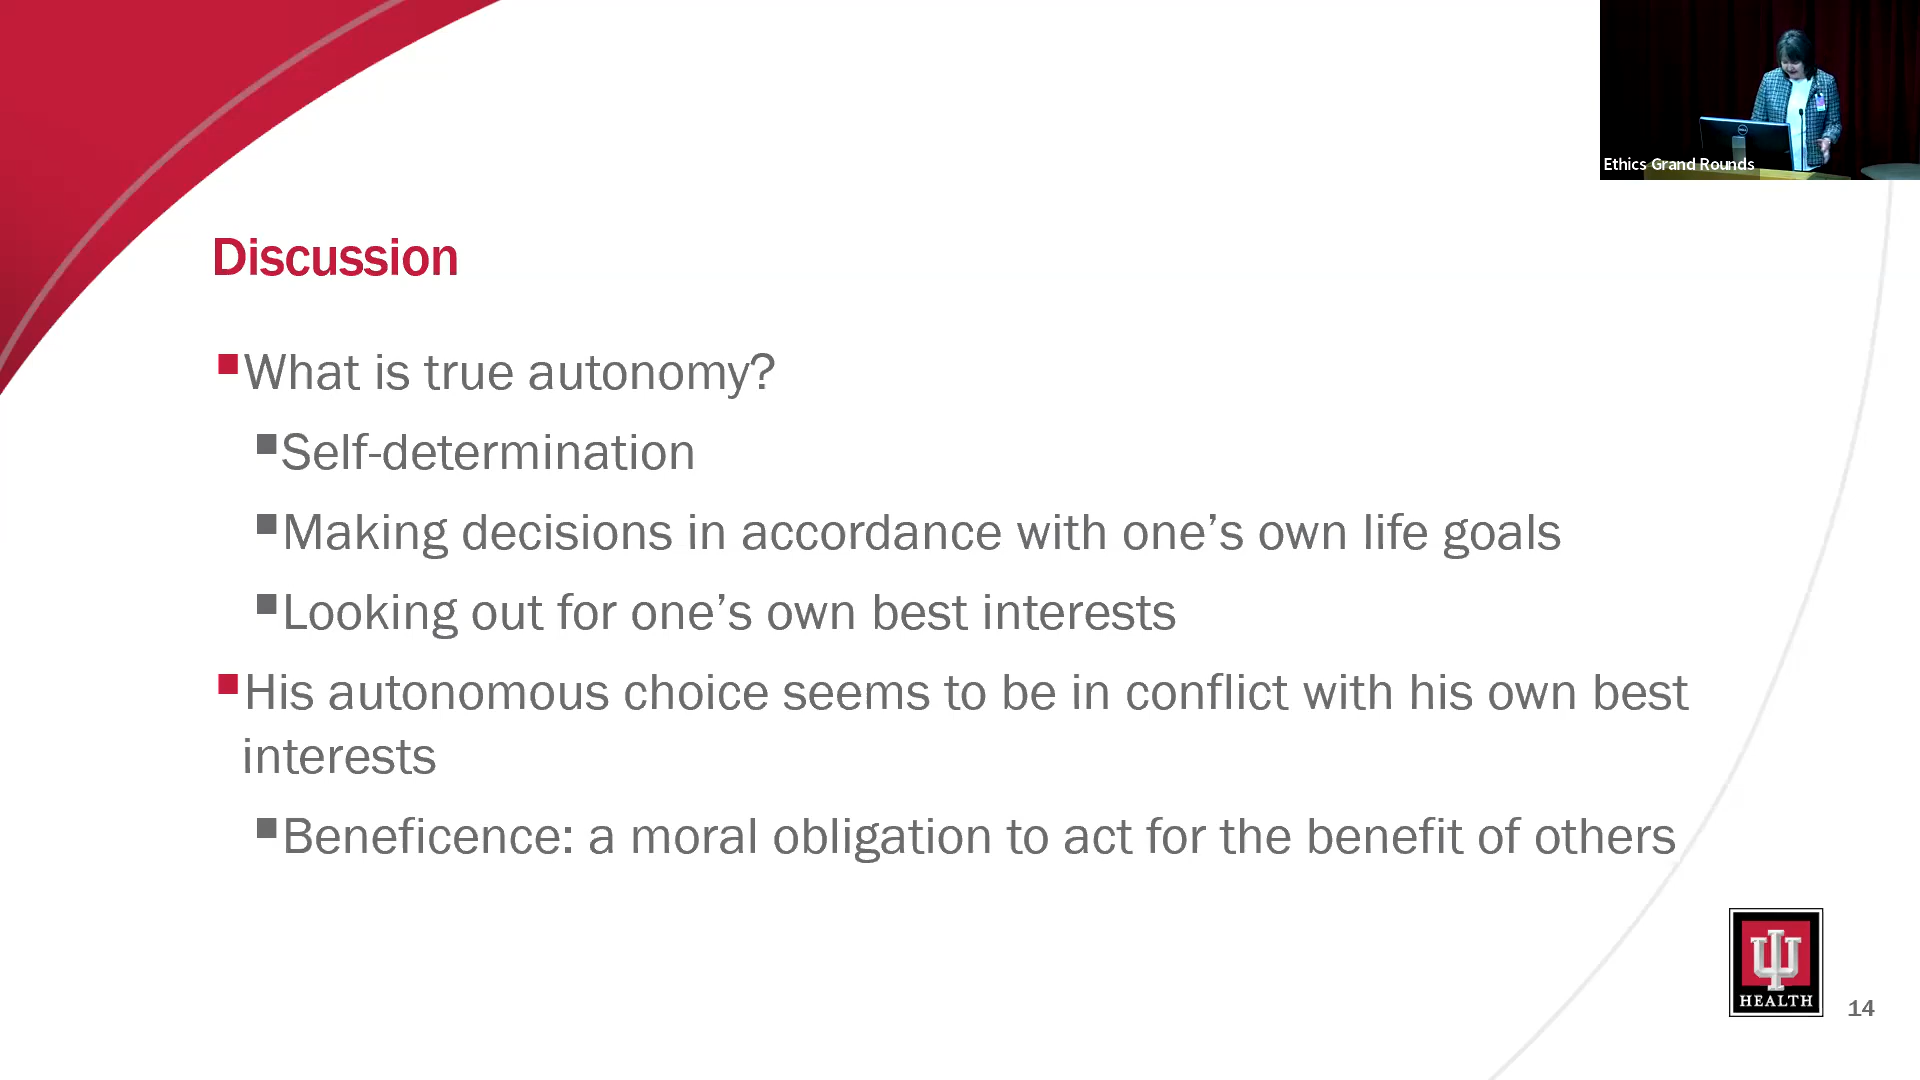 Ethics Grand Rounds
Discussion
What is true autonomy?
Self-determination
Making decisions in accordance with one’s own life goals
Looking out for one’s own best interests
His autonomous choice seems to be in conflict with his own best
interests
Beneficence: a moral obligation to act for the benefit of others
HEALTH
14